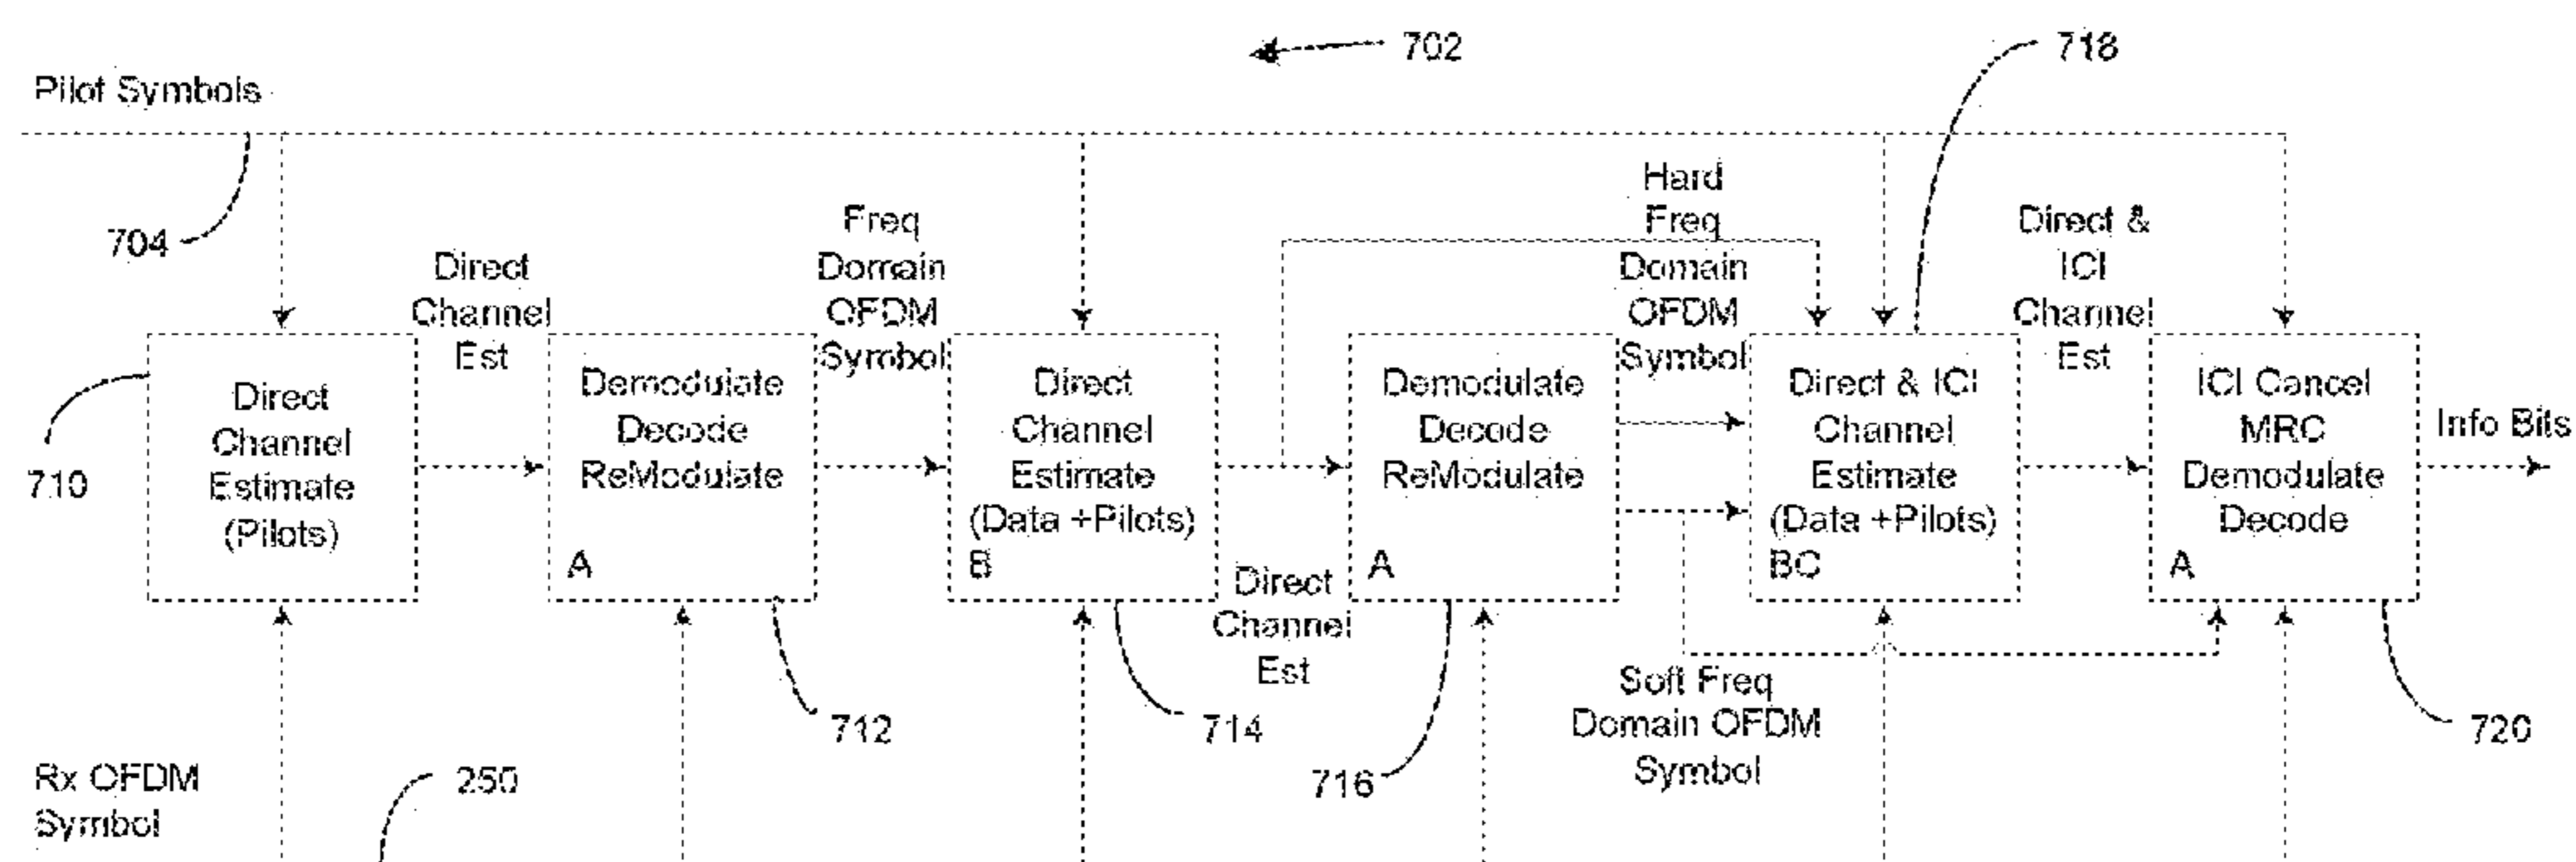 702
718
Pilot Symbols
704
Direct
Channel
Est
Freq
Domain
OFDM
Symbol
Hard
Freq
Domain
OFDM
Symbol
Direct &
ICI
Channel
Est
710
Direct
Channel
Estimate
(Pilots)
Demodulate
Decode
ReModulate
A
Direct
Channel
Estimate
(Data +Pilots)
B
Demodulate
Decode
ReModulate
A
Direct & ICI
Channel
Estimate
(Data +Pilots)
BC
ICI Cancel
MRC
Demodulate
Decode
A
Info Bits
Direct
Channel
Est
Soft Freq
Domain OFDM
Symbol
712
714
716
720
Rx OFDM
Symbol
250